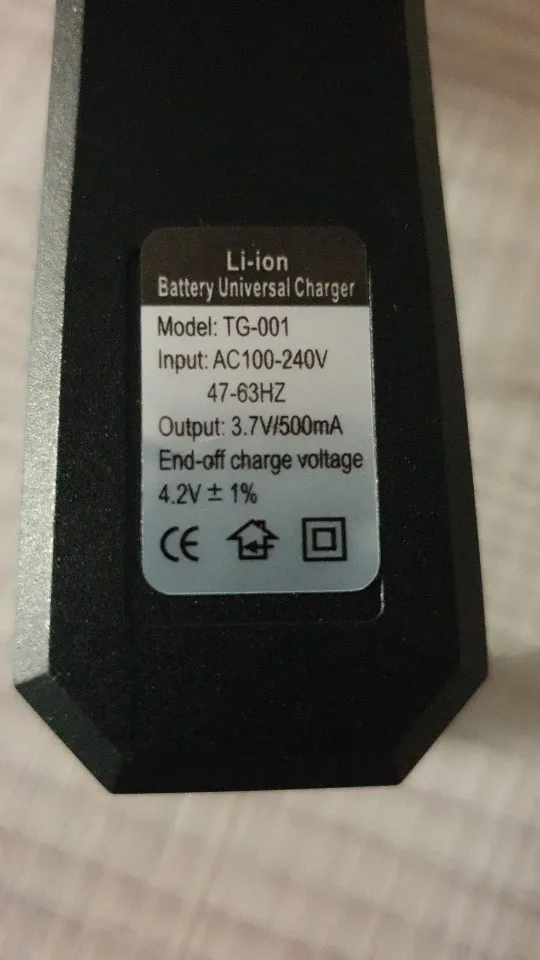 Li-ion
Battery Universal Charger
Model: TG-001
Input: AC100-240V
47-63HZ
Output: 3.7V/500mA
End-off charge voltage
4.2V ± 1%
CE